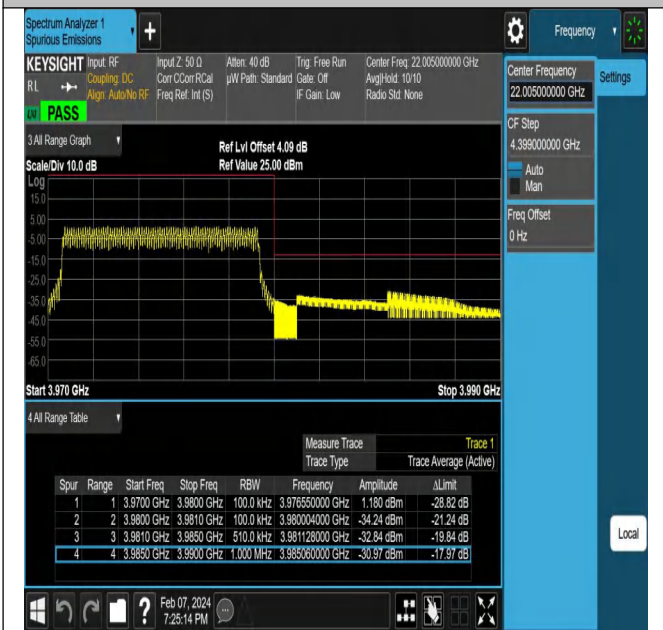 Spectrum Analyzer 1
Spurious Emissions
+
Frequency
KEYSIGHT Input: RF
RL
Coupling: DC
Align: Auto/No RF
Input Z: 50 Ω
Corr CCorr RCal
Freq Ref: Int (S)
Atten: 40 dB
µW Path: Standard
Trig: Free Run
Gate: Off
IF Gain: Low
Center Freq: 22.005000000 GHz
Avg|Hold: 10/10
Radio Std: None
PASS
Center Frequency
22.005000000 GHz
Settings
CF Step
4.399000000 GHz
Auto
Man
Freq Offset
0 Hz
3 All Range Graph
Scale/Div 10.0 dB
Ref Lvl Offset 4.09 dB
Ref Value 25.00 dBm
Log
15.0
5.00
-5.00
-15.0
-25.0
-35.0
-45.0
-55.0
-65.0
Start 3.970 GHz
Stop 3.990 GHz
4 All Range Table
Measure Trace Trace 1
Trace Type Trace Average (Active)
Spur Range Start Freq Stop Freq RBW Frequency Amplitude ΔLimit
1 1 3.9700 GHz 3.9800 GHz 100.0 kHz 3.976550000 GHz 1.180 dBm -28.82 dB
2 2 3.9800 GHz 3.9810 GHz 100.0 kHz 3.980004000 GHz -34.24 dBm -21.24 dB
3 3 3.9810 GHz 3.9850 GHz 510.0 kHz 3.981128000 GHz -32.84 dBm -19.84 dB
4 4 3.9850 GHz 3.9900 GHz 1.000 MHz 3.985060000 GHz -30.97 dBm -17.97 dB
Local
?
Feb 07, 2024
7:25:14 PM